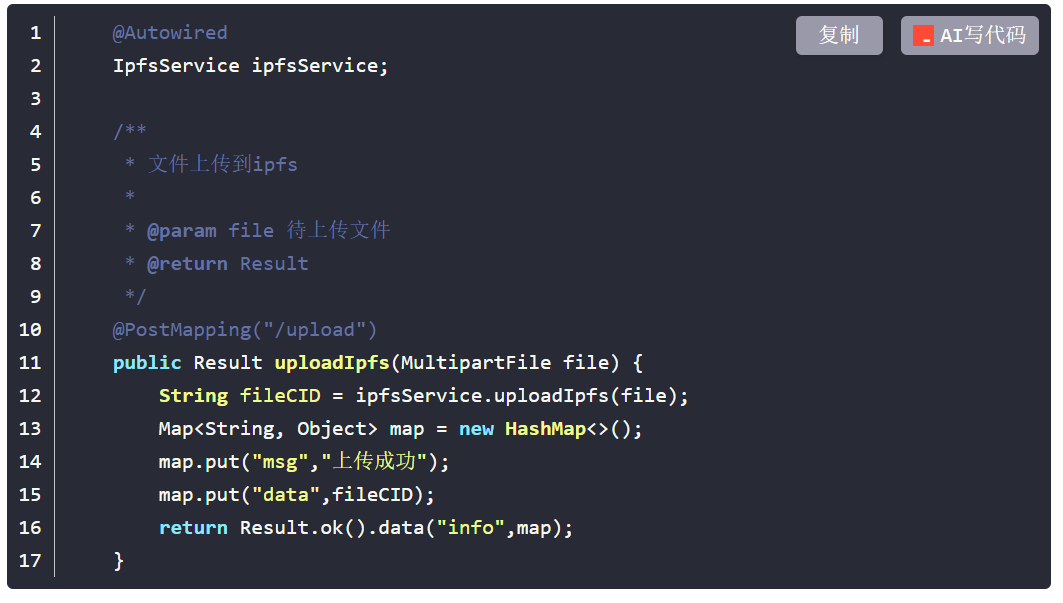 复制
AI写代码
1 @Autowired
2 IpfsService ipfsService;
3
4 /**
5 * 文件上传到ipfs
6 *
7 * @param file 待上传文件
8 * @return Result
9 */
10 @PostMapping("/upload")
11 public Result uploadIpfs(MultipartFile file) {
12 String fileCID = ipfsService.uploadIpfs(file);
13 Map<String, Object> map = new HashMap<>();
14 map.put("msg","上传成功");
15 map.put("data",fileCID);
16 return Result.ok().data("info",map);
17 }